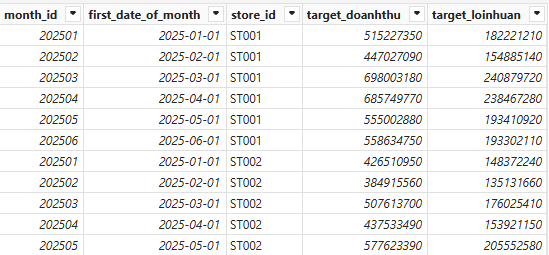 month_id first_date_of_month store_id target_doanhthu target_loinhuan
202501 2025-01-01 ST001 515227350 182221210
202502 2025-02-01 ST001 447027090 154885140
202503 2025-03-01 ST001 698003180 240879720
202504 2025-04-01 ST001 685749770 238467280
202505 2025-05-01 ST001 555002880 193410920
202506 2025-06-01 ST001 558634750 193302110
202501 2025-01-01 ST002 426510950 148372240
202502 2025-02-01 ST002 384915560 135131660
202503 2025-03-01 ST002 507613700 176025410
202504 2025-04-01 ST002 437533490 153921150
202505 2025-05-01 ST002 577623390 205552580